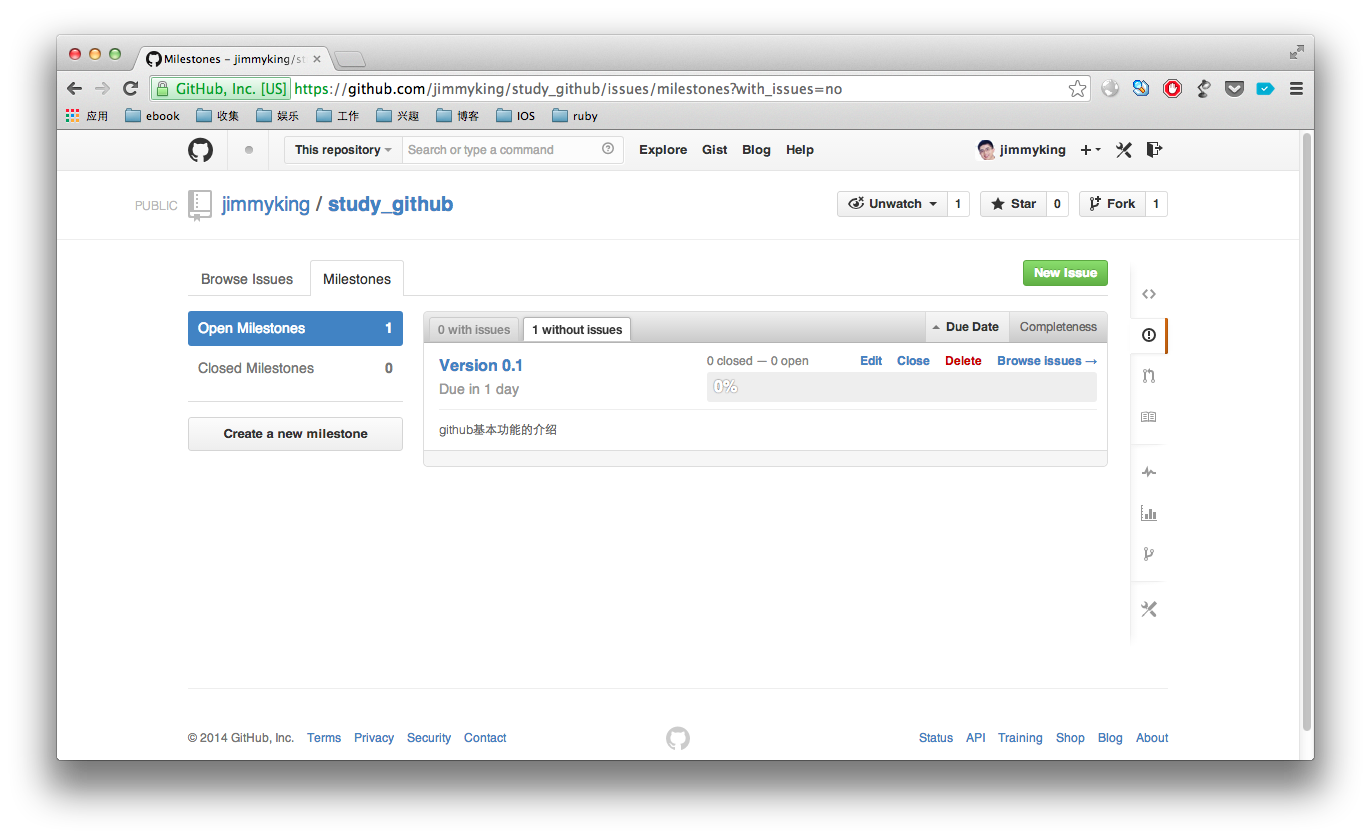 Milestones – jimmyking/st
GitHub, Inc. [US] https://github.com/jimmyking/study_github/issues/milestones?with_issues=no
应用 ebook 收集 娱乐 工作 兴趣 博客 IOS ruby
This repository Search or type a command Explore Gist Blog Help jimmyking
PUBLIC jimmyking / study_github Unwatch 1 Star 0 Fork 1
Browse Issues Milestones New Issue
Open Milestones 1
Closed Milestones 0
Create a new milestone
0 with issues 1 without issues Due Date Completeness
Version 0.1 0 closed — 0 open Edit Close Delete Browse issues →
Due in 1 day 0%
github基本功能的介绍
© 2014 GitHub, Inc. Terms Privacy Security Contact Status API Training Shop Blog About